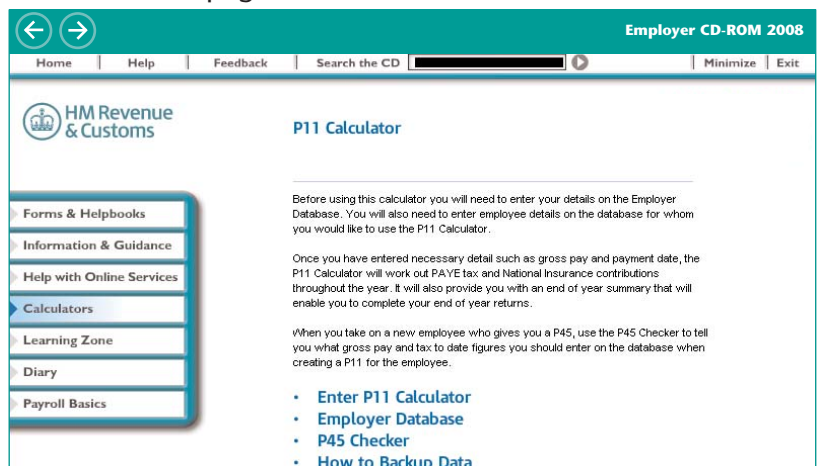 Employer CD-ROM 2008
Home | Help | Feedback | Search the CD | Minimize | Exit
HM Revenue
& Customs
P11 Calculator
Forms & Helpbooks
Information & Guidance
Help with Online Services
Calculators
Learning Zone
Diary
Payroll Basics
Before using this calculator you will need to enter your details on the Employer
Database. You will also need to enter employee details on the database for whom
you would like to use the P11 Calculator.
Once you have entered necessary detail such as gross pay and payment date, the
P11 Calculator will work out PAYE tax and National Insurance contributions
throughout the year. It will also provide you with an end of year summary that will
enable you to complete your end of year returns.
When you take on a new employee who gives you a P45, use the P45 Checker to tell
you what gross pay and tax to date figures you should enter on the database when
creating a P11 for the employee.
• Enter P11 Calculator
• Employer Database
• P45 Checker
• How to Backup Data